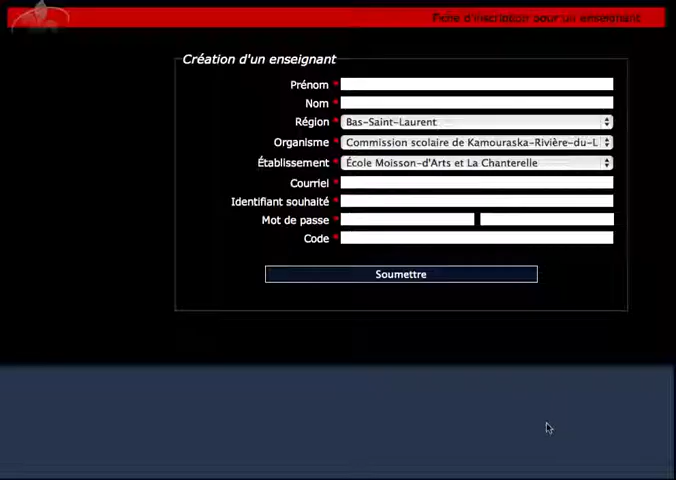 Fiche d'inscription pour un enseignant
Création d'un enseignant
Prénom *
Nom *
Région * Bas-Saint-Laurent
Organisme * Commission scolaire de Kamouraska-Rivière-du-L
Établissement * École Moisson-d'Arts et La Chanterelle
Courriel *
Identifiant souhaité *
Mot de passe *
Code *
Soumettre